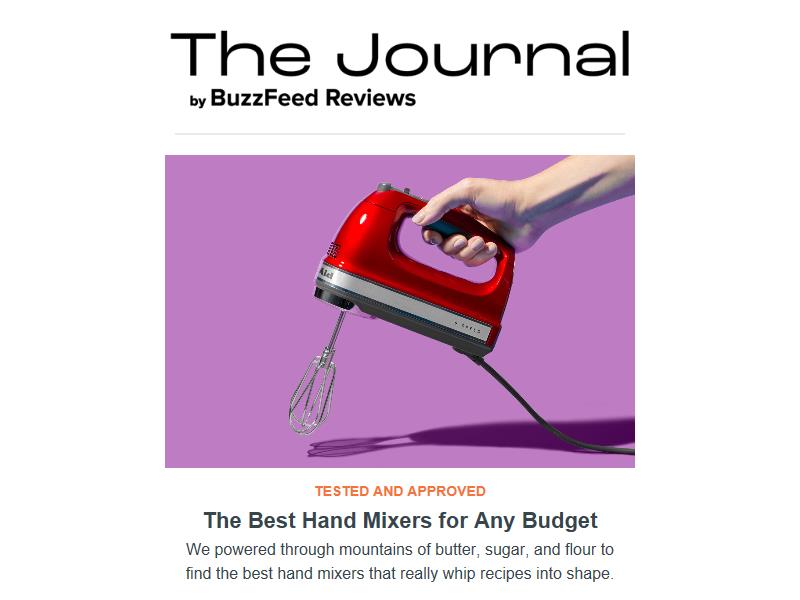 The Journal
by BuzzFeed Reviews
TESTED AND APPROVED
The Best Hand Mixers for Any Budget
We powered through mountains of butter, sugar, and flour to
find the best hand mixers that really whip recipes into shape.